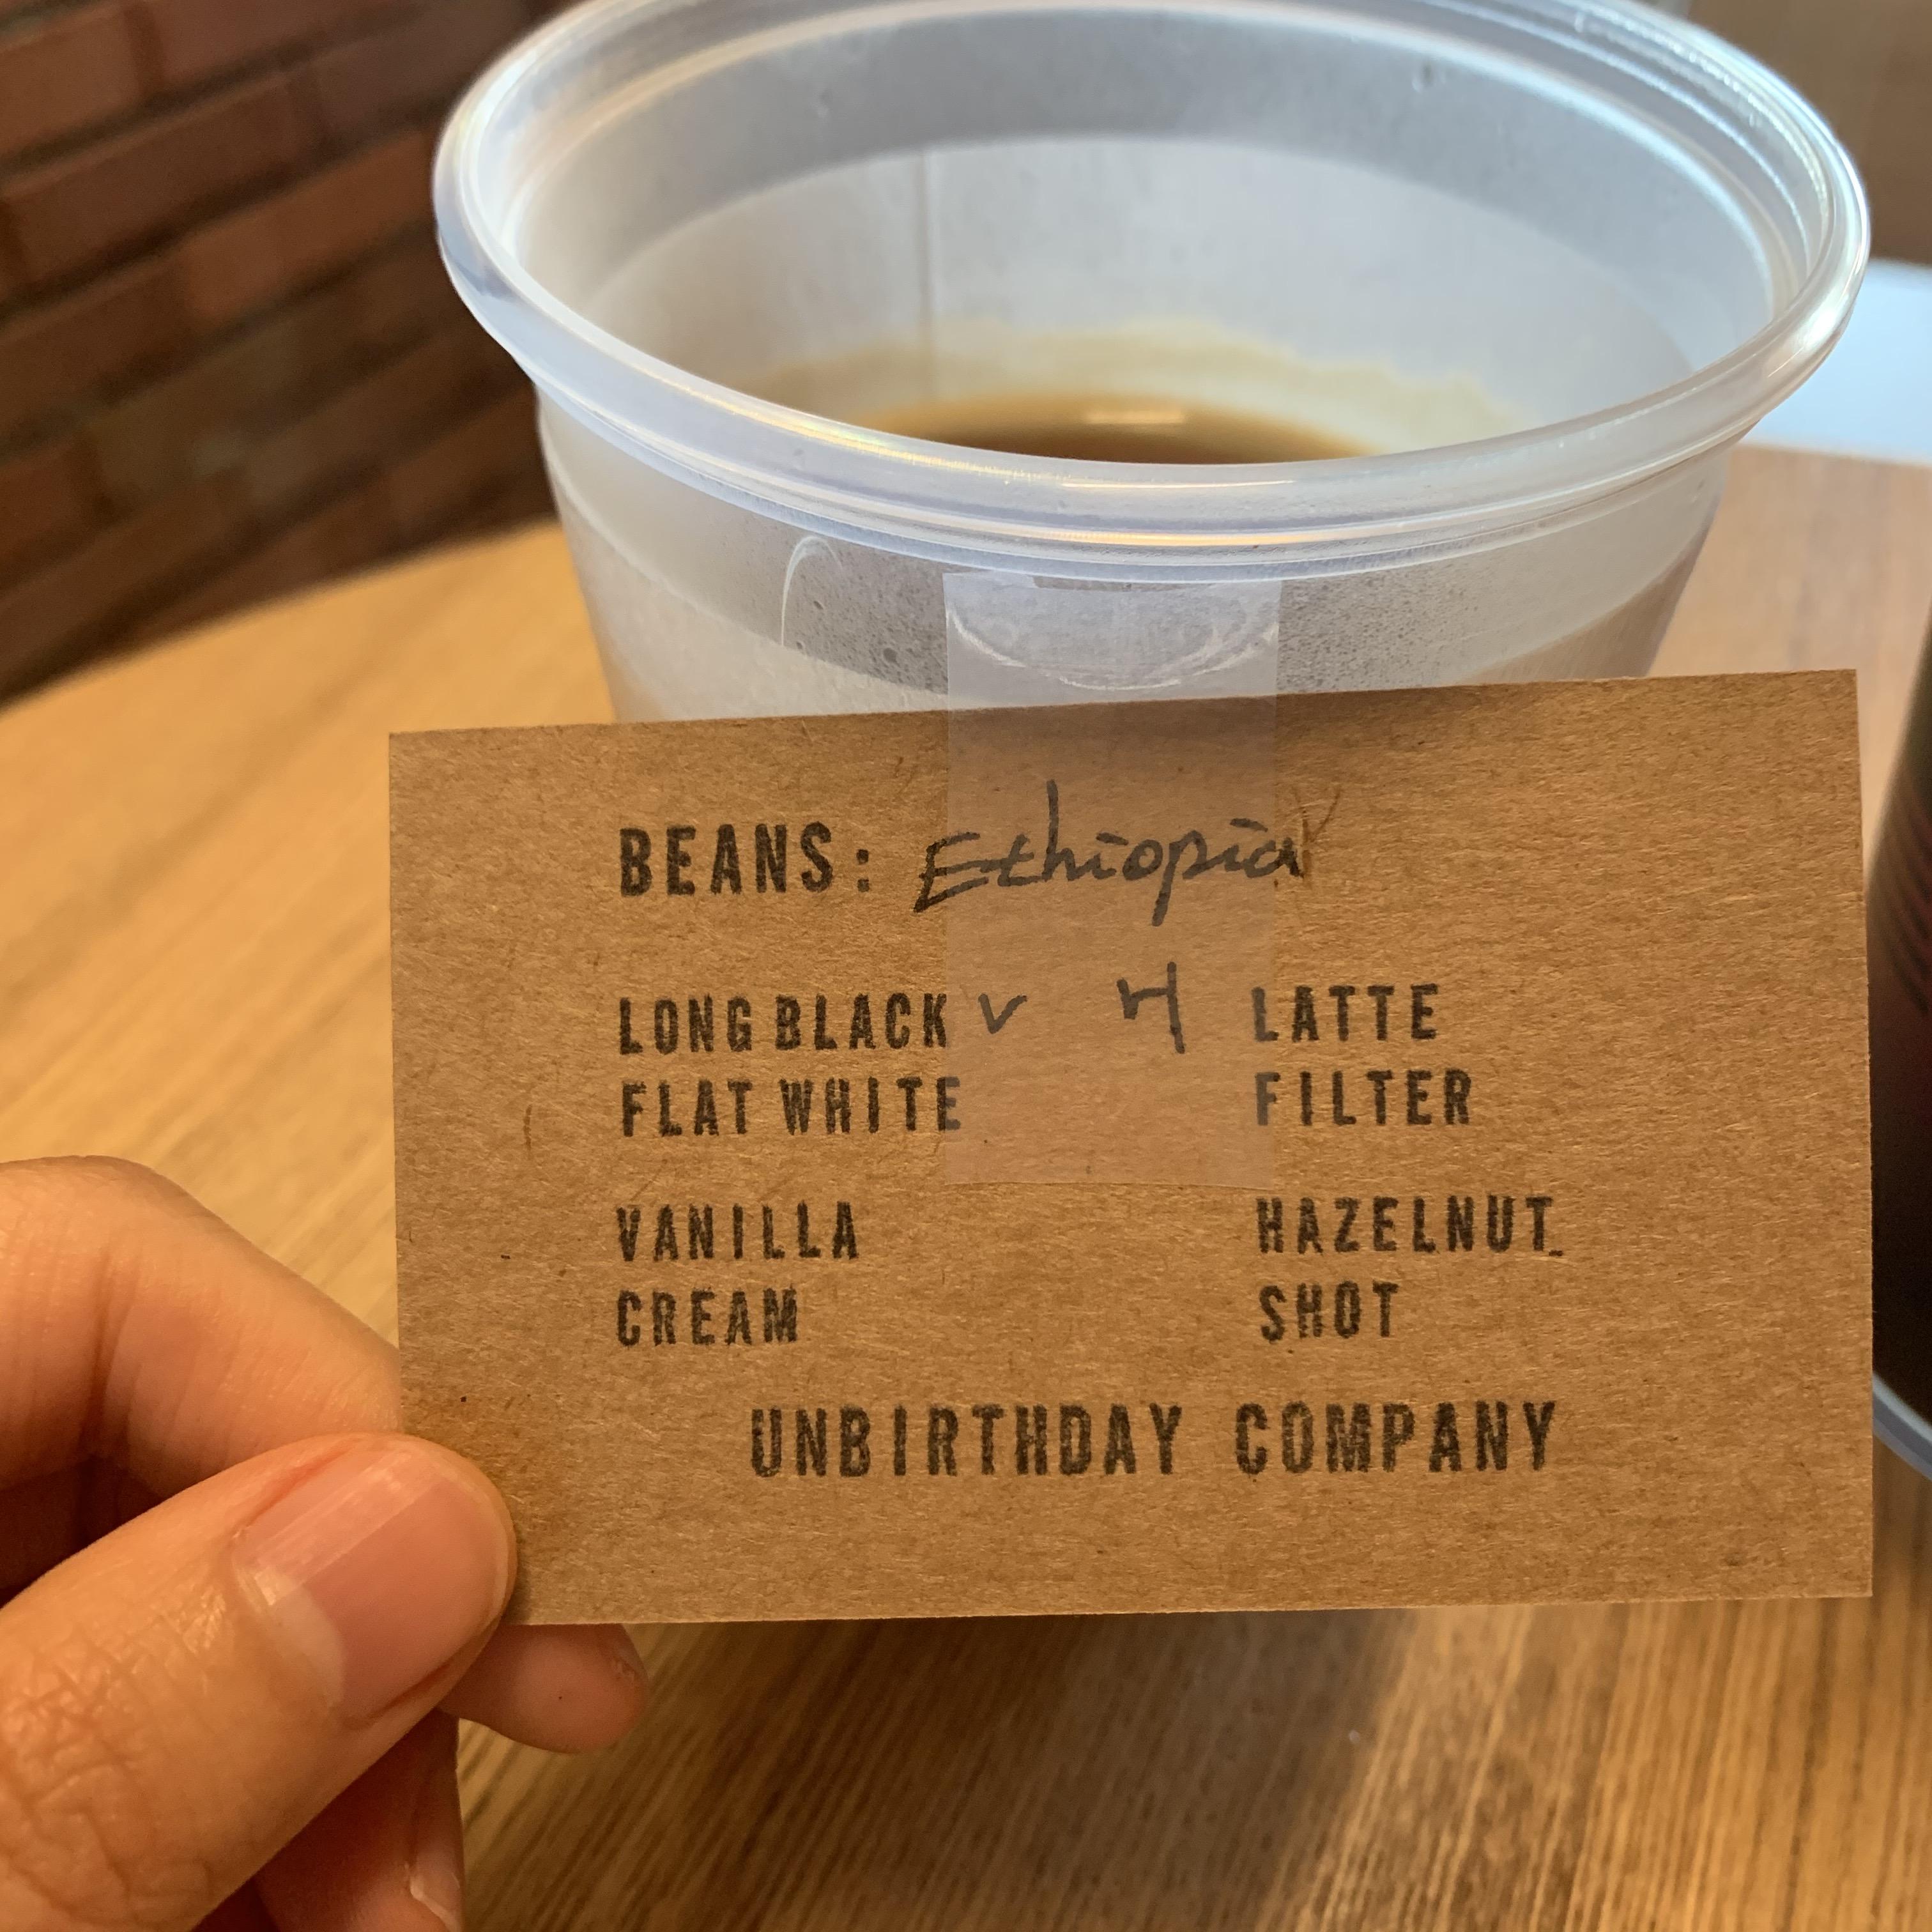 BEANS: Ethiopia
LONG BLACK v H LATTE
FLAT WHITE FILTER
VANILLA HAZELNUT
CREAM SHOT
UNBIRTHDAY COMPANY